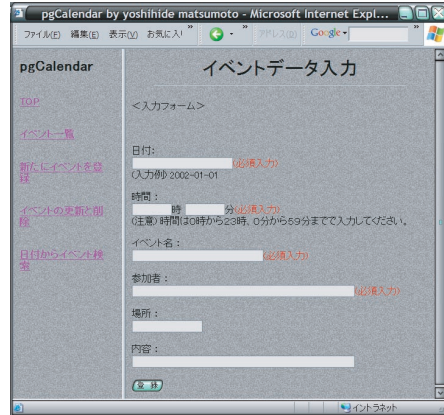 pgCalendar by yoshihide matsumoto - Microsoft Internet Expl...
ファイル(F) 編集(E) 表示(V) お気に入り » アドレス(D) Google »
pgCalendar
TOP
イベント一覧
新たにイベントを登
録
イベントの更新と削
除
日付からイベント検
索
イベントデータ入力
<入力フォーム>
日付:
(必須入力)
(入力例) 2002-01-01
時間:
時 分(必須入力)
(注意) 時間は0時から23時、0分から59分までで入力してください。
イベント名:
(必須入力)
参加者:
(必須入力)
場所:
内容:
登録
イントラネット